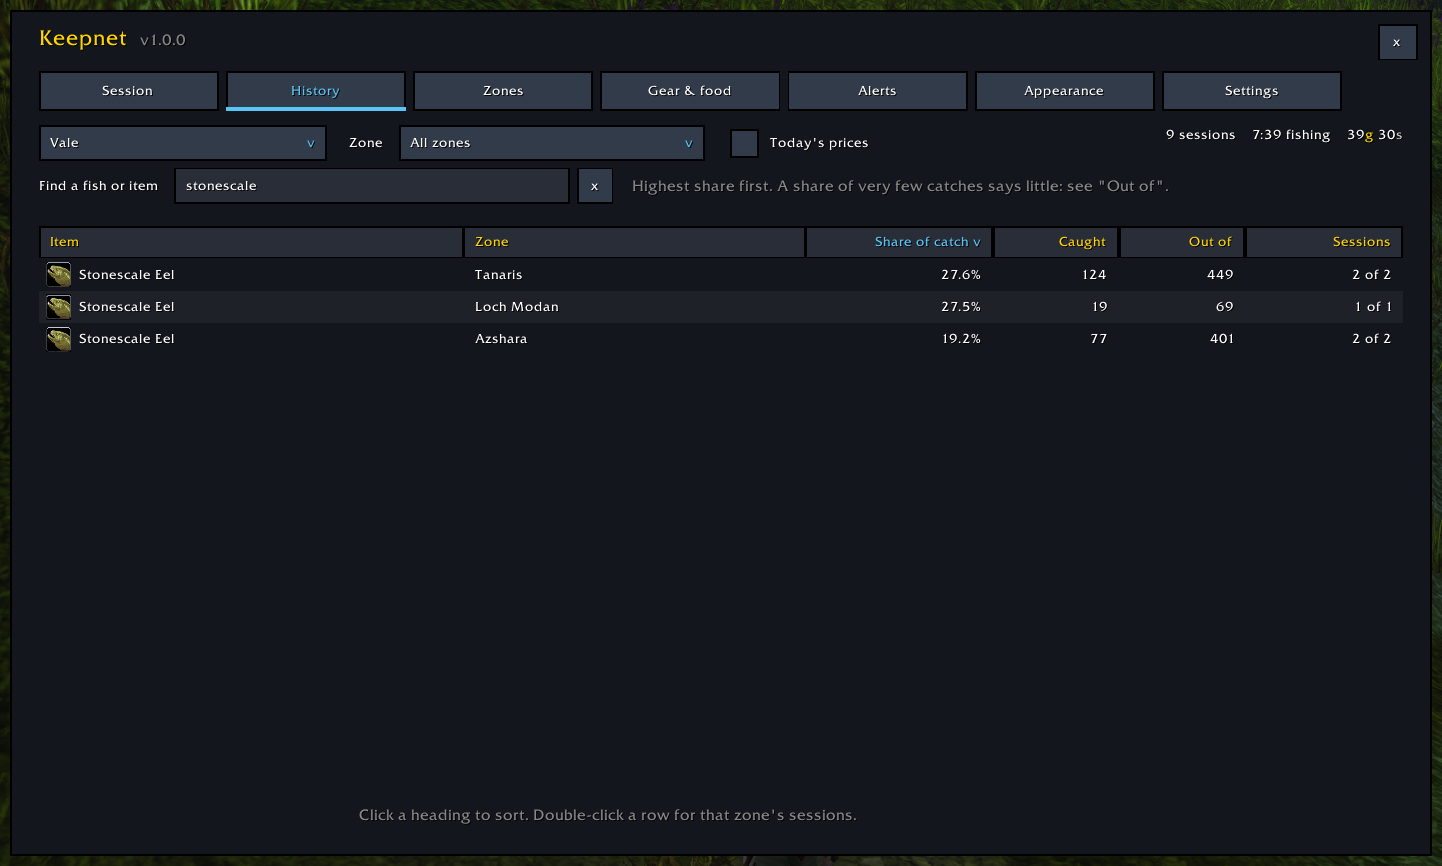 Keepnet v1.0.0
x
Session History Zones Gear & food Alerts Appearance Settings
Vale v Zone All zones v Today's prices 9 sessions 7:39 fishing 39g 30s
Find a fish or item stonescale x Highest share first. A share of very few catches says little: see "Out of".
Item Zone Share of catch v Caught Out of Sessions
Stonescale Eel Tanaris 27.6% 124 449 2 of 2
Stonescale Eel Loch Modan 27.5% 19 69 1 of 1
Stonescale Eel Azshara 19.2% 77 401 2 of 2
Click a heading to sort. Double-click a row for that zone's sessions.